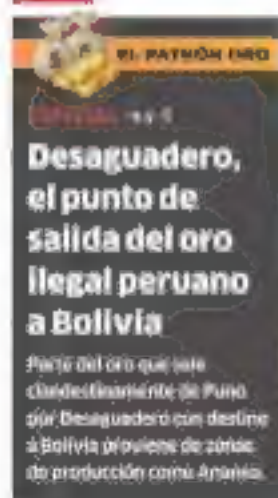 EL PATRÓN ORO
Desaguadero,
el punto de
salida del oro
ilegal peruano
a Bolivia
Parte del oro que sale
clandestinamente de Puno
por Desaguadero con destino
a Bolivia proviene de zonas
de producción como Ananea.